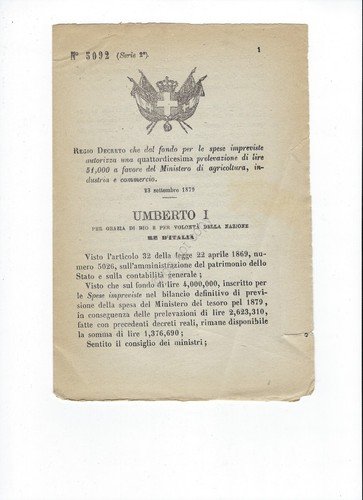 N° 5092 (Serie 2ª).
1
REGIO DECRETO che dal fondo per le spese impreviste
autorizza una quattordicesima prelevazione di lire
51,000 a favore del Ministero di agricoltura, in-
dustria e commercio.
23 settembre 1879
UMBERTO I
PER GRAZIA DI DIO E PER VOLONTÀ DELLA NAZIONE
RE D'ITALIA
Visto l'articolo 32 della legge 22 aprile 1869, nu-
mero 5026, sull'amministrazione del patrimonio dello
Stato e sulla contabilità generale;
Visto che sul fondo di lire 4,000,000, inscritto per
le Spese impreviste nel bilancio definitivo di previ-
sione della spesa del Ministero del tesoro pel 1879,
in conseguenza delle prelevazioni di lire 2,623,310,
fatte con precedenti decreti reali, rimane disponibile
la somma di lire 1,376,690;
Sentito il consiglio dei ministri;